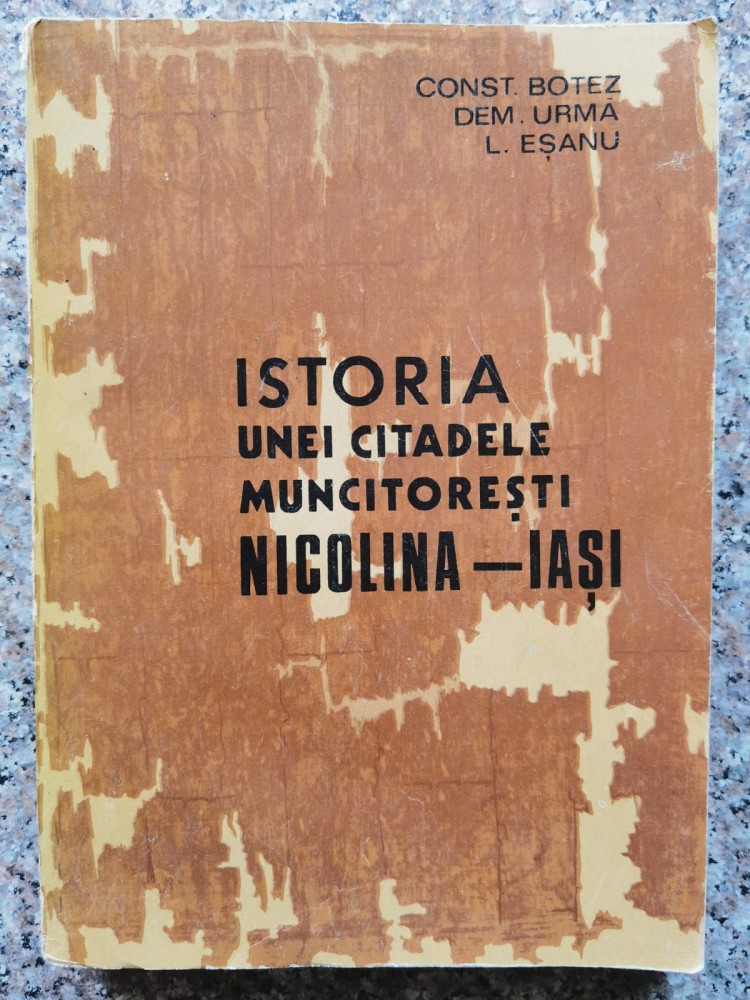 CONST. BOTEZ
DEM. URMĂ
L. EȘANU
ISTORIA
UNEI CITADELE
MUNCITOREȘTI
NICOLINA — IAȘI